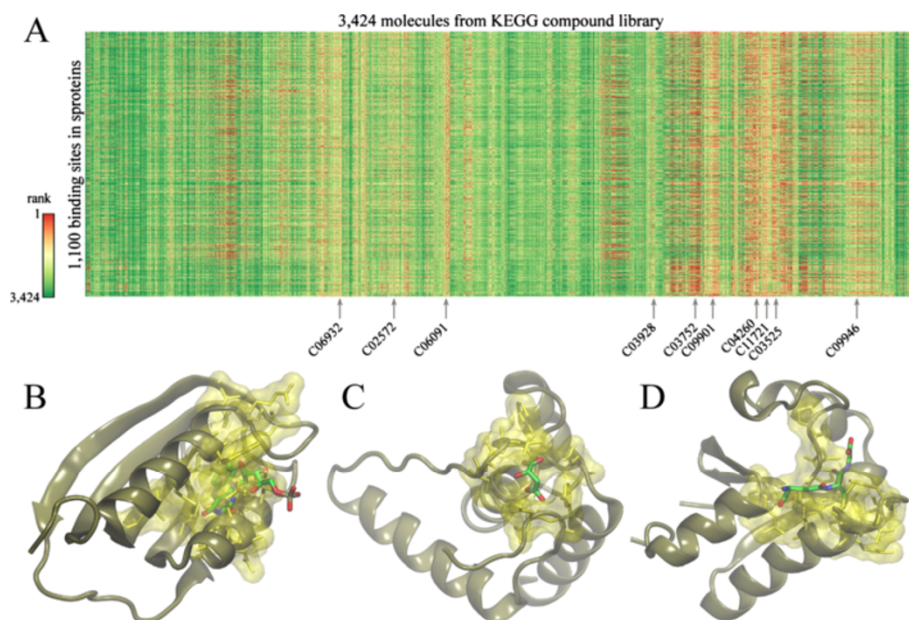 A
3,424 molecules from KEGG compound library
1,100 binding sites in sproteins
rank
1
3,424
C06932
C02572
C06091
C03928
C03752
C09901
C04260
C11721
C03525
C09946
B
C
D